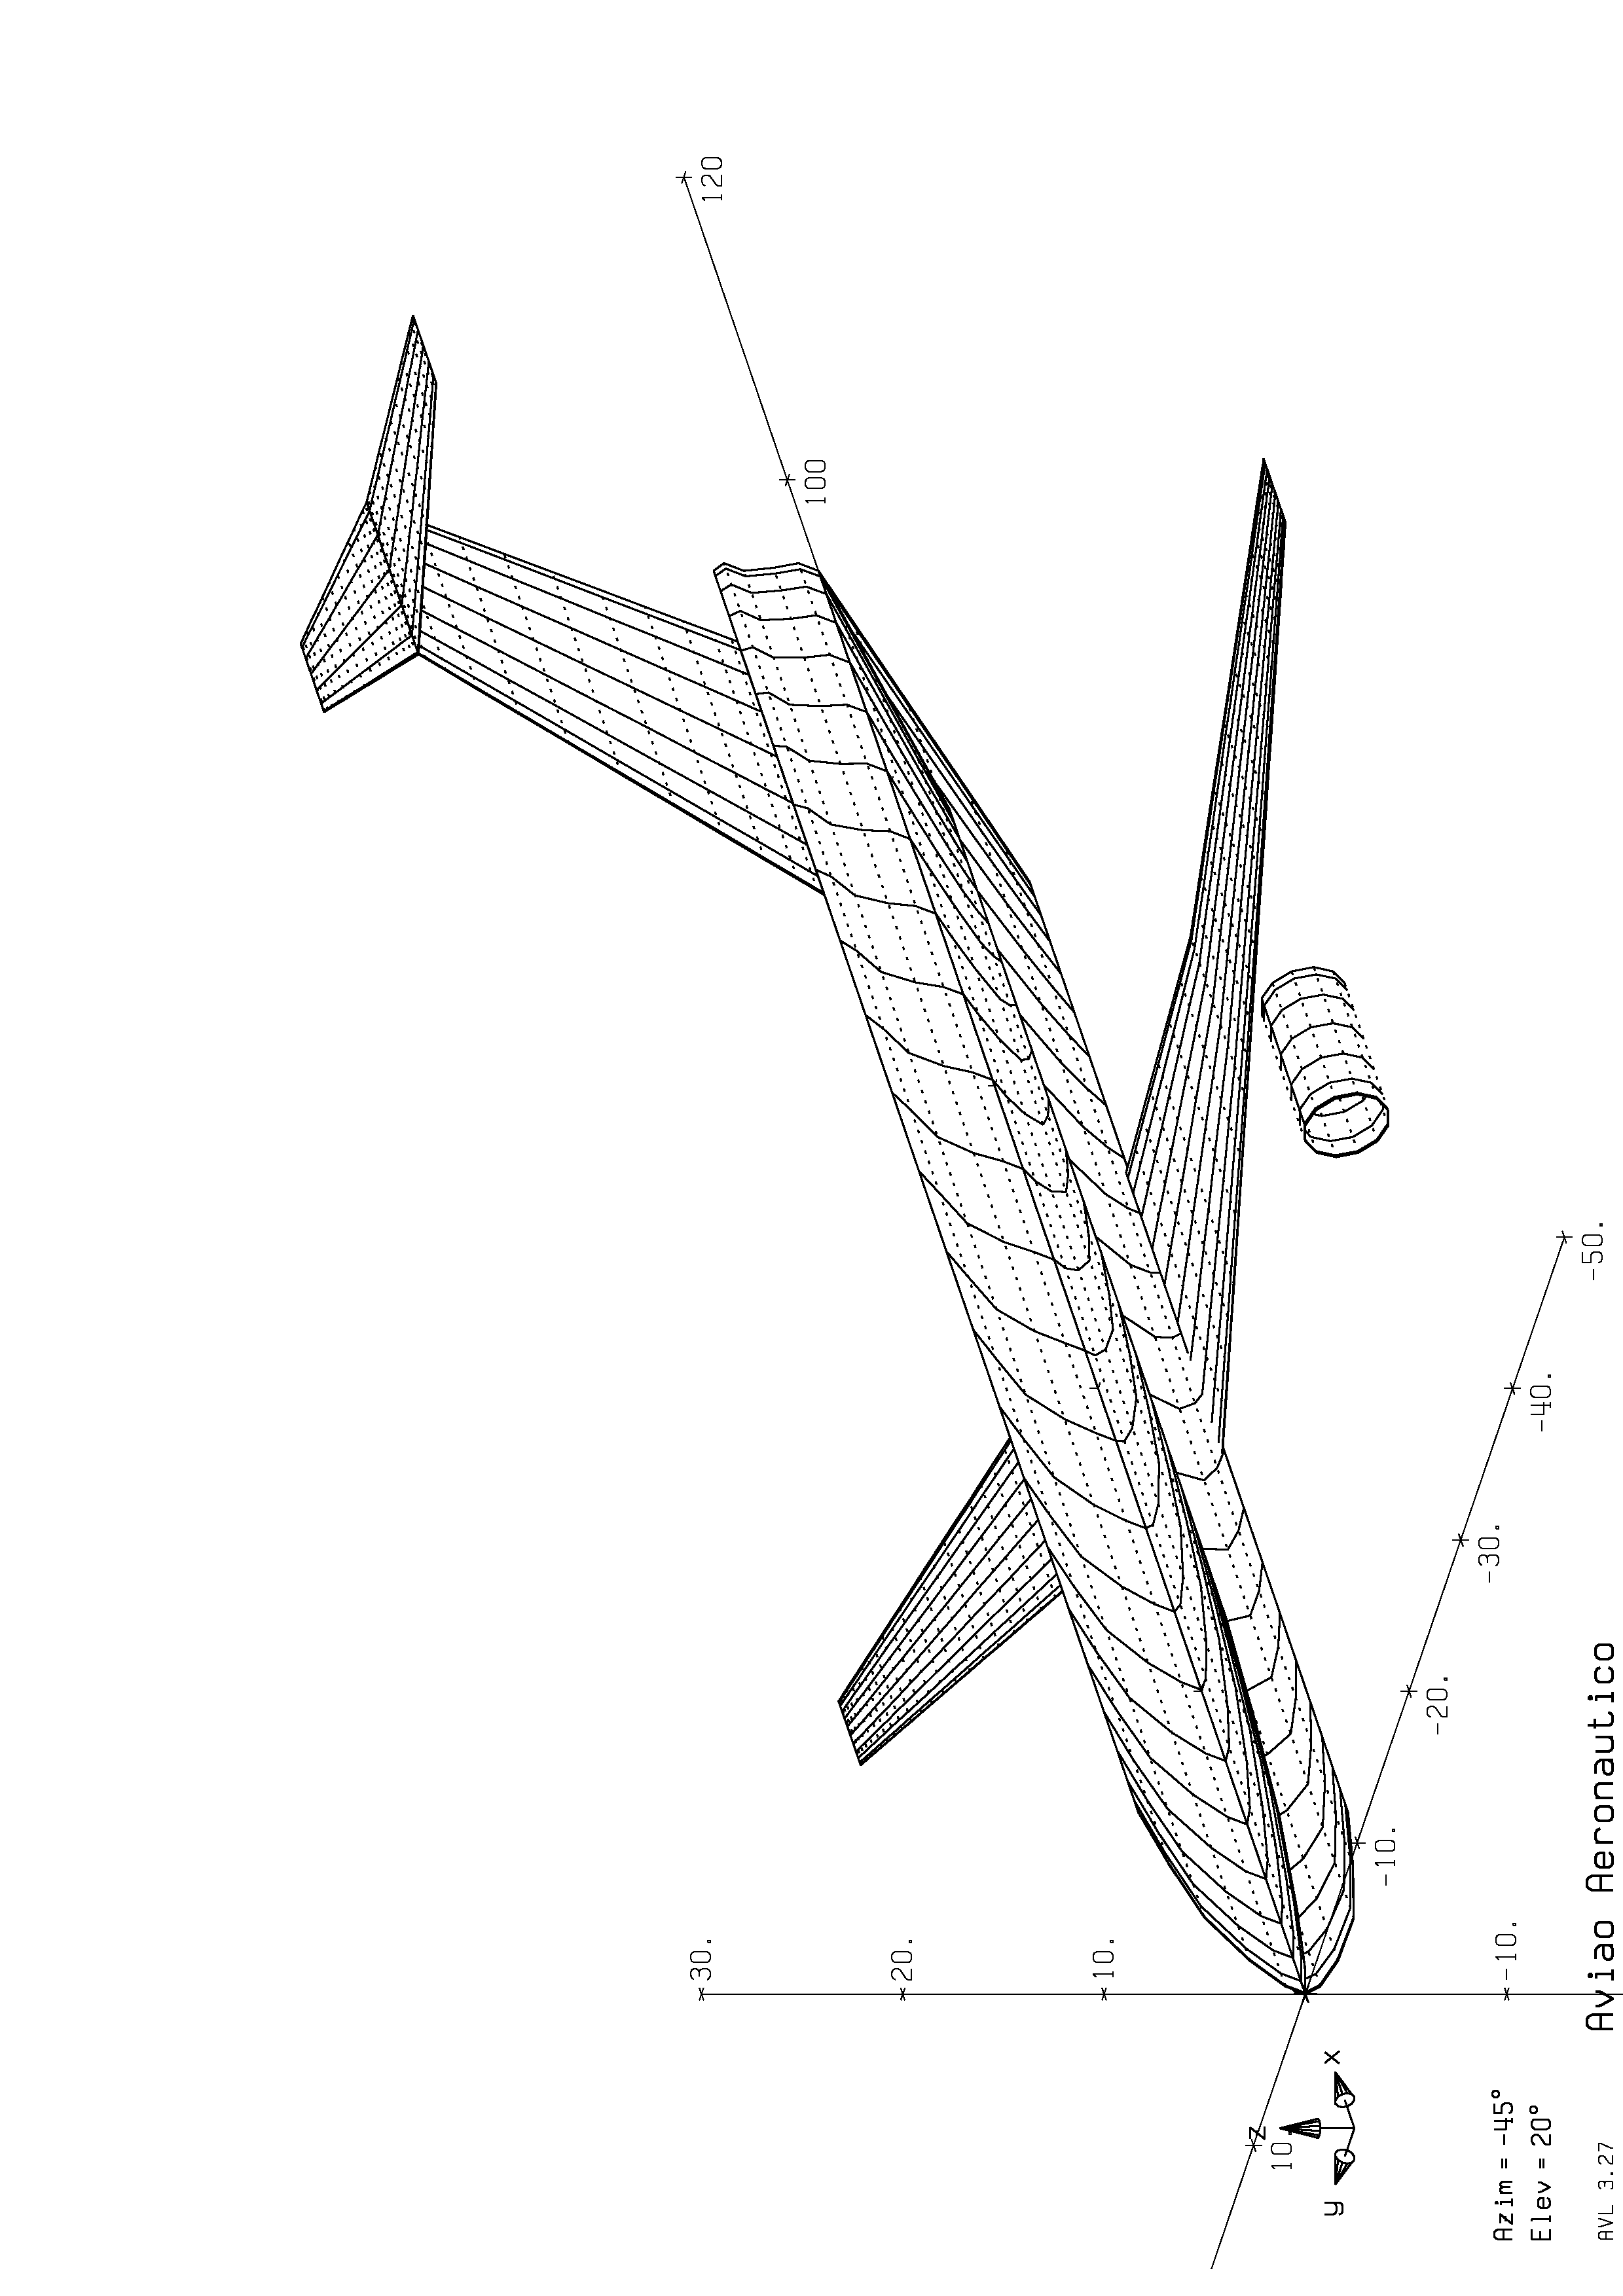 120
100
30.
20.
10.
-10.
-10.
-20.
-30.
-40.
-50.
10.
z
x
y
Azim = -45°
Elev = 20°
AVL 3.27
Aviao Aeronautico